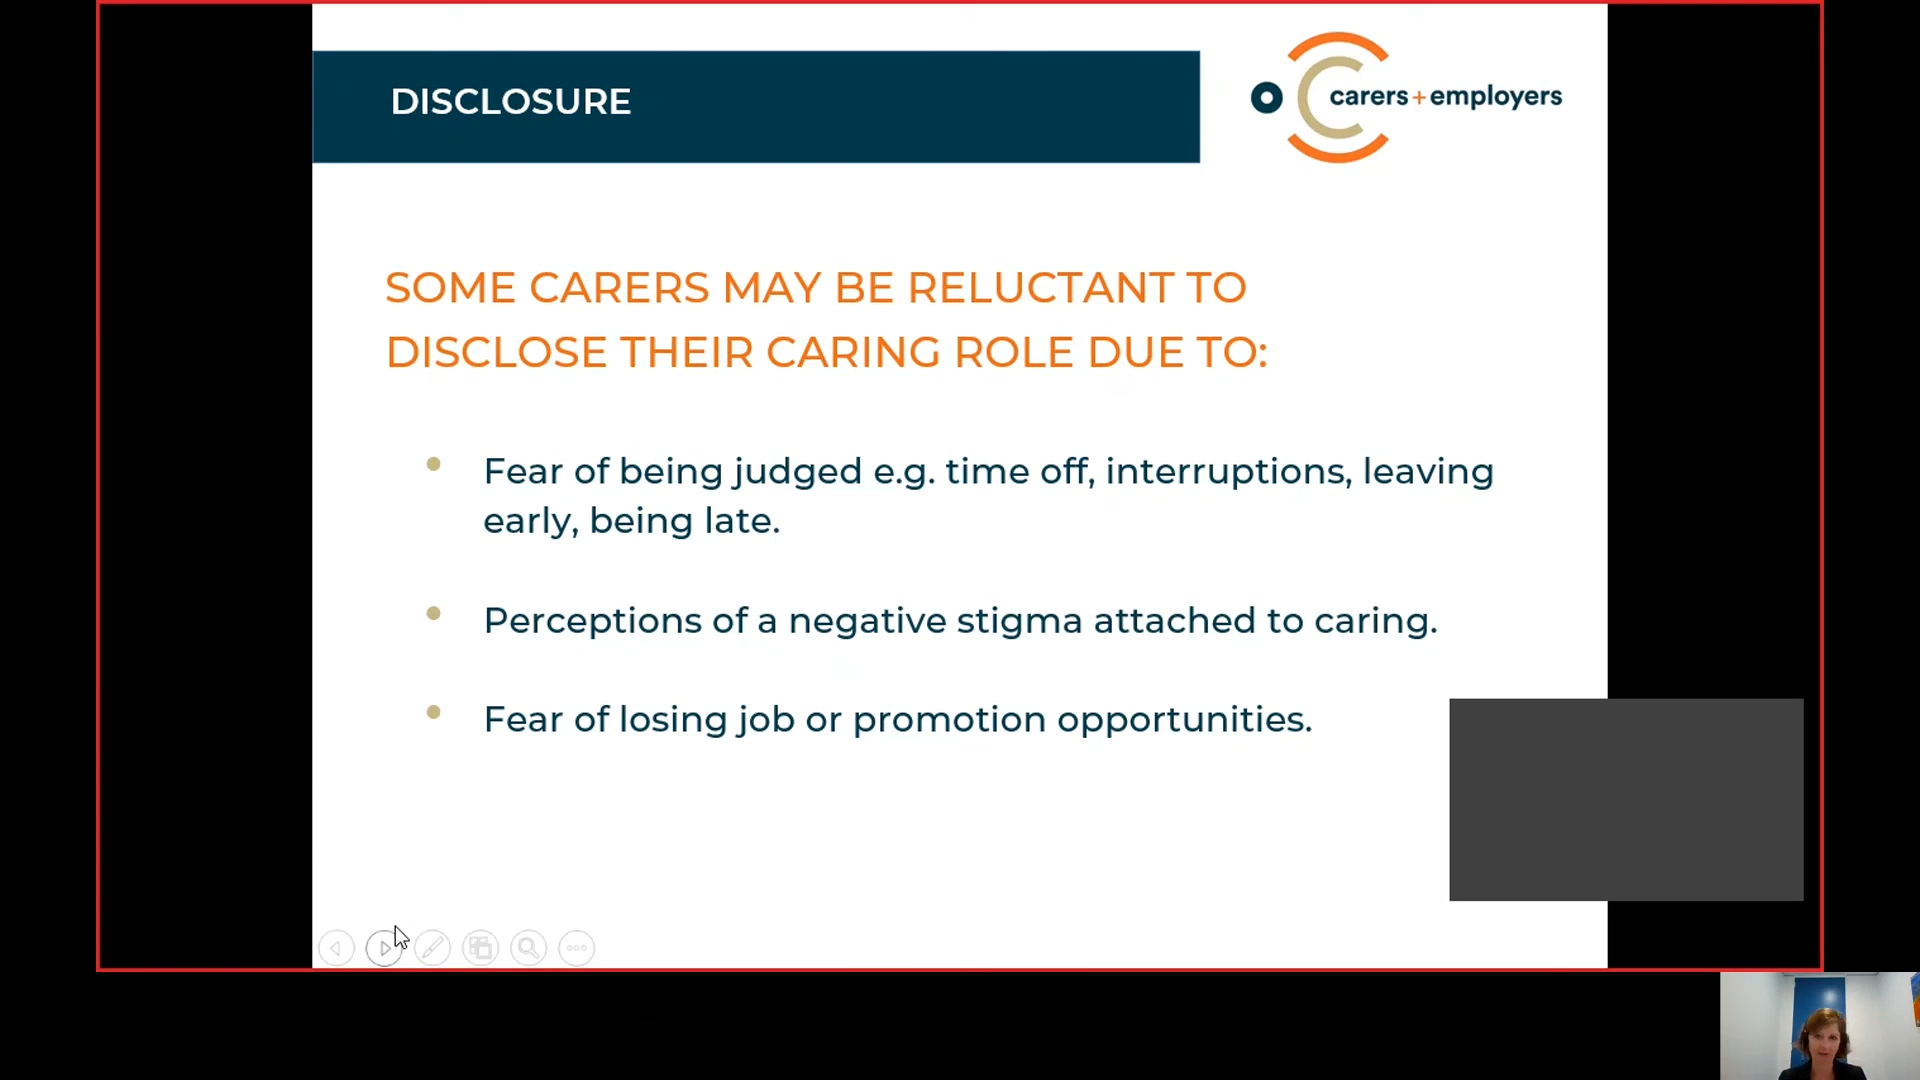 DISCLOSURE
carers+employers
SOME CARERS MAY BE RELUCTANT TO
DISCLOSE THEIR CARING ROLE DUE TO:
• Fear of being judged e.g. time off, interruptions, leaving
early, being late.
• Perceptions of a negative stigma attached to caring.
• Fear of losing job or promotion opportunities.